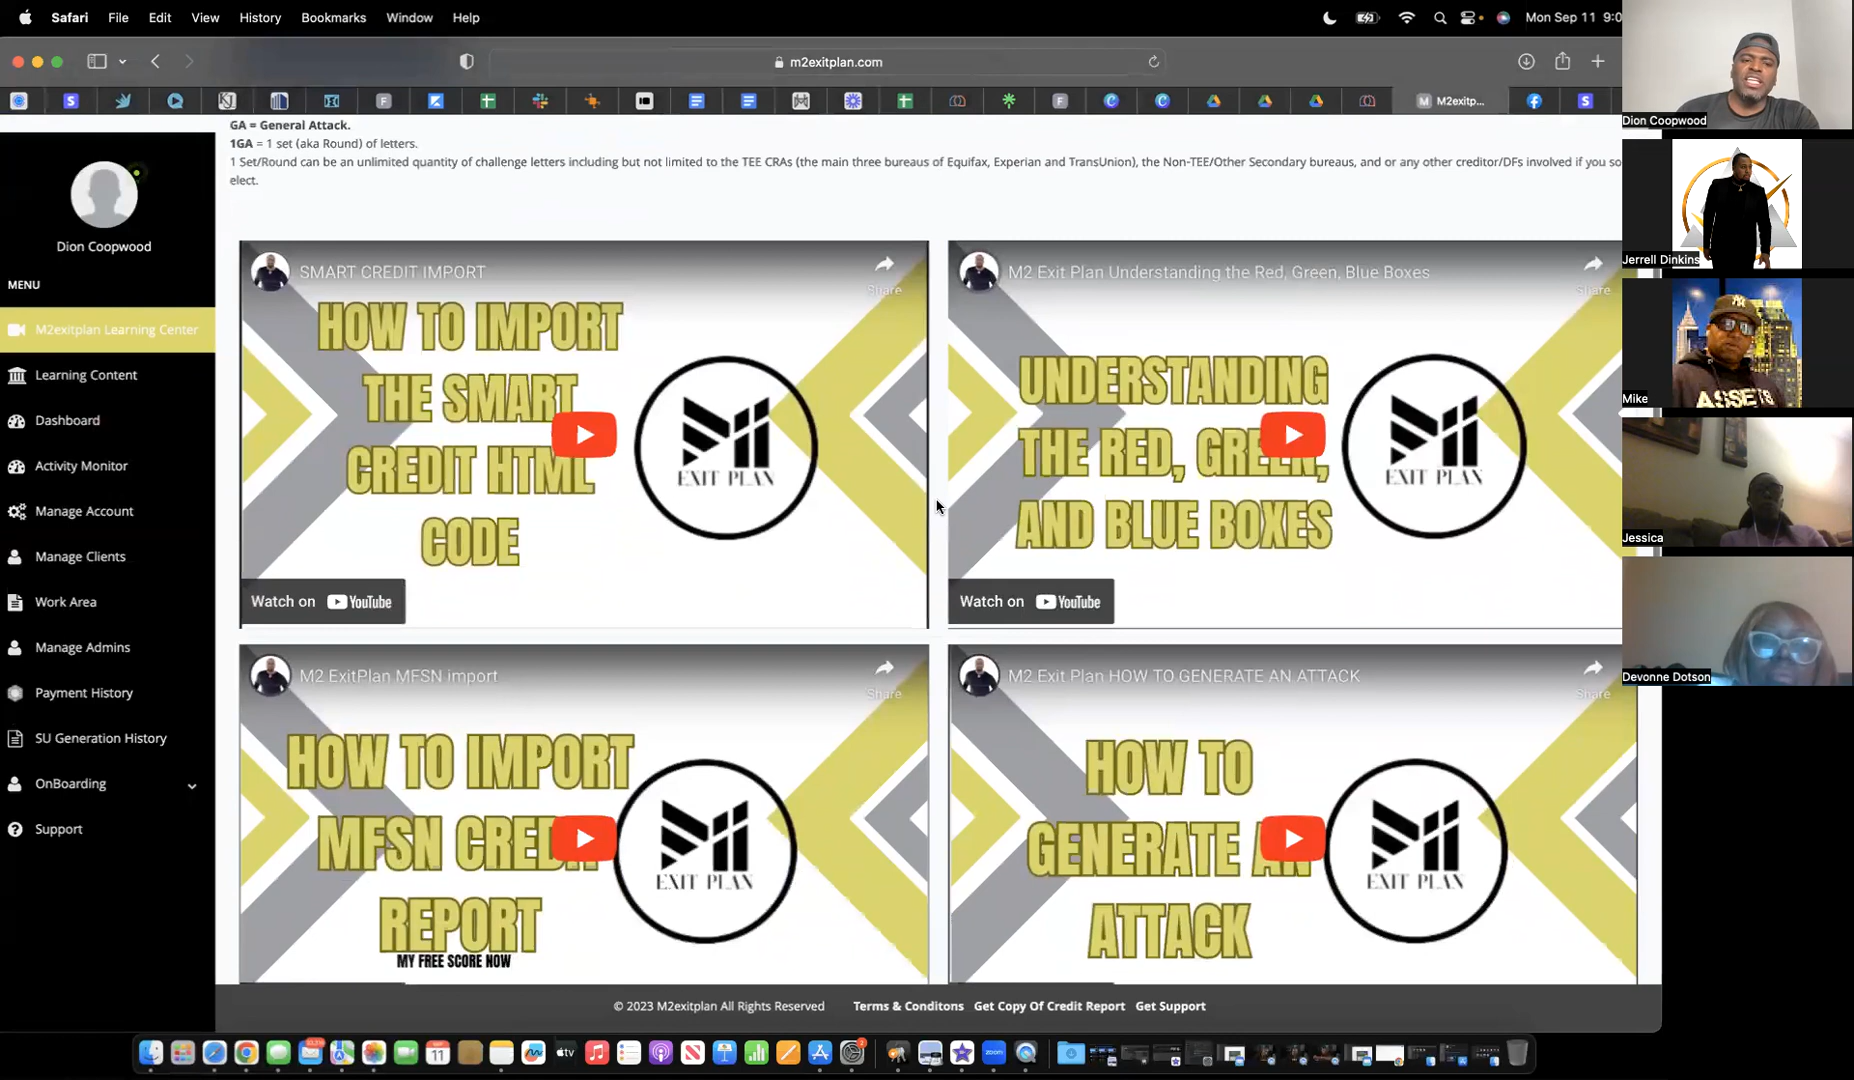 Safari File Edit View History Bookmarks Window Help
Mon Sep 11 9:0
m2exitplan.com
M2exitp...
GA = General Attack.
1GA = 1 set (aka Round) of letters.
1 Set/Round can be an unlimited quantity of challenge letters including but not limited to the TEE CRAs (the main three bureaus of Equifax, Experian and TransUnion), the Non-TEE/Other Secondary bureaus, and or any other creditor/DFs involved if you so
elect.
Dion Coopwood
MENU
M2exitplan Learning Center
Learning Content
Dashboard
Activity Monitor
Manage Account
Manage Clients
Work Area
Manage Admins
Payment History
SU Generation History
OnBoarding
Support
SMART CREDIT IMPORT
Share
HOW TO IMPORT
THE SMART
CREDIT HTML
CODE
EXIT PLAN
Watch on YouTube
M2 Exit Plan Understanding the Red, Green, Blue Boxes
Share
UNDERSTANDING
THE RED, GREEN,
AND BLUE BOXES
EXIT PLAN
Watch on YouTube
M2 ExitPlan MFSN import
Share
HOW TO IMPORT
MFSN CREDIT
REPORT
MY FREE SCORE NOW
EXIT PLAN
M2 Exit Plan HOW TO GENERATE AN ATTACK
Share
HOW TO
GENERATE AN
ATTACK
EXIT PLAN
© 2023 M2exitplan All Rights Reserved Terms & Conditons Get Copy Of Credit Report Get Support
Dion Coopwood
Jerrell Dinkins
ASSETS
Mike
Jessica
Devonne Dotson
tv
11
zoom